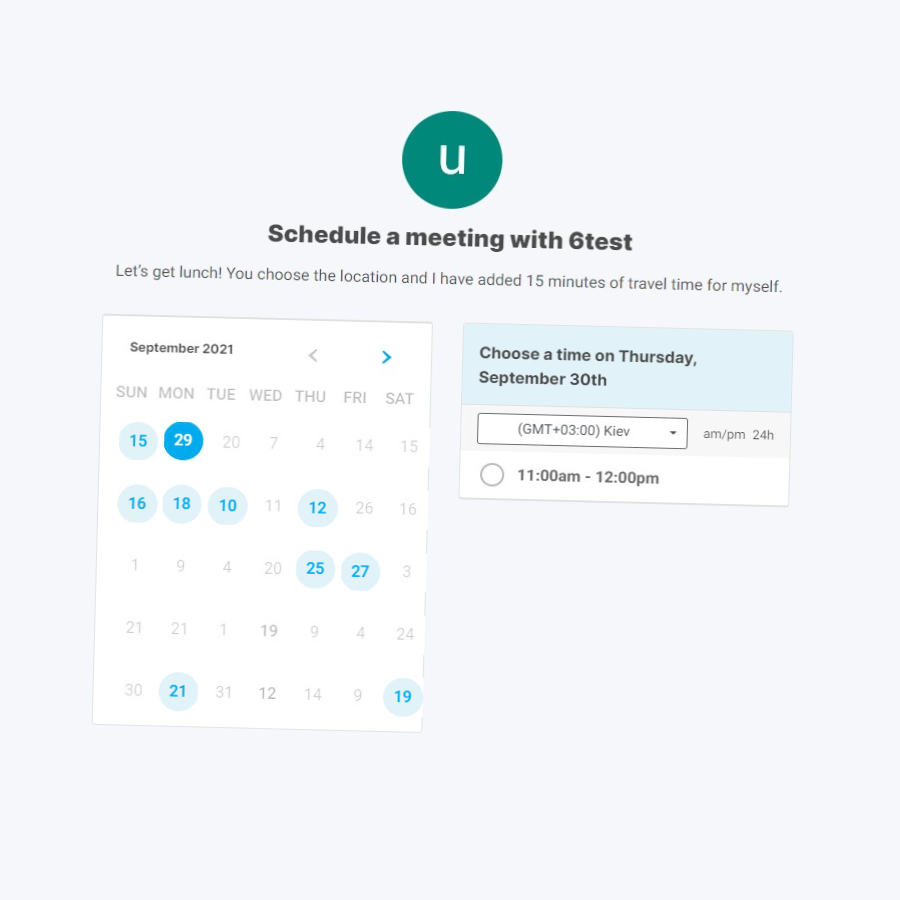 u
Schedule a meeting with 6test
Let's get lunch! You choose the location and I have added 15 minutes of travel time for myself.
September 2021
SUN MON TUE WED THU FRI SAT
15 29 20 7 4 14 15
16 18 10 11 12 26 16
1 9 4 20 25 27 3
21 21 1 19 9 4 24
30 21 31 12 14 9 19
Choose a time on Thursday,
September 30th
(GMT+03:00) Kiev am/pm 24h
11:00am - 12:00pm